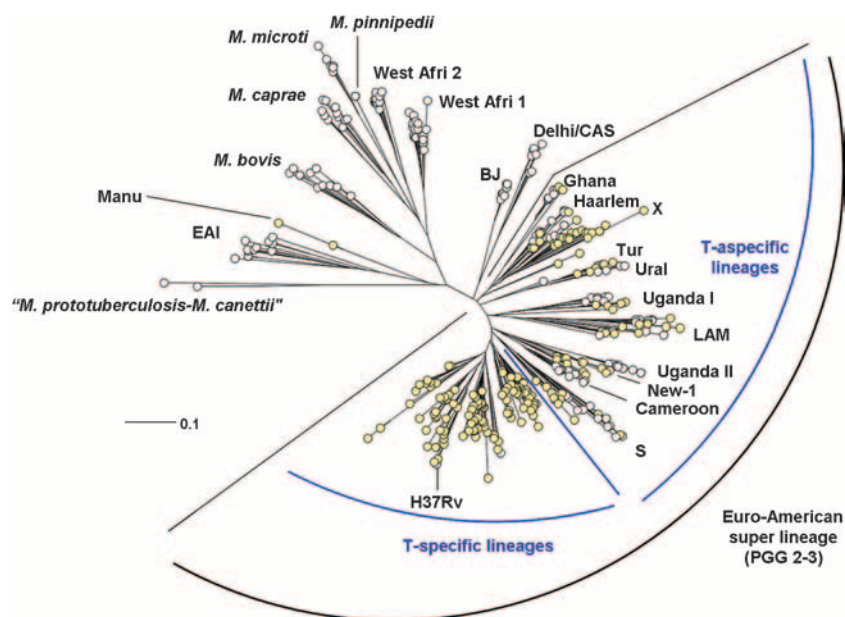 M. pinnipedii
M. microti
West Afri 2
M. caprae
West Afri 1
Delhi/CAS
M. bovis
BJ
Ghana
Haarlem
Manu
X
EAI
T-aspecific
lineages
Tur
Ural
"M. prototuberculosis-M. canettii"
Uganda I
LAM
Uganda II
New-1
Cameroon
0.1
S
H37Rv
Euro-American
super lineage
(PGG 2-3)
T-specific lineages